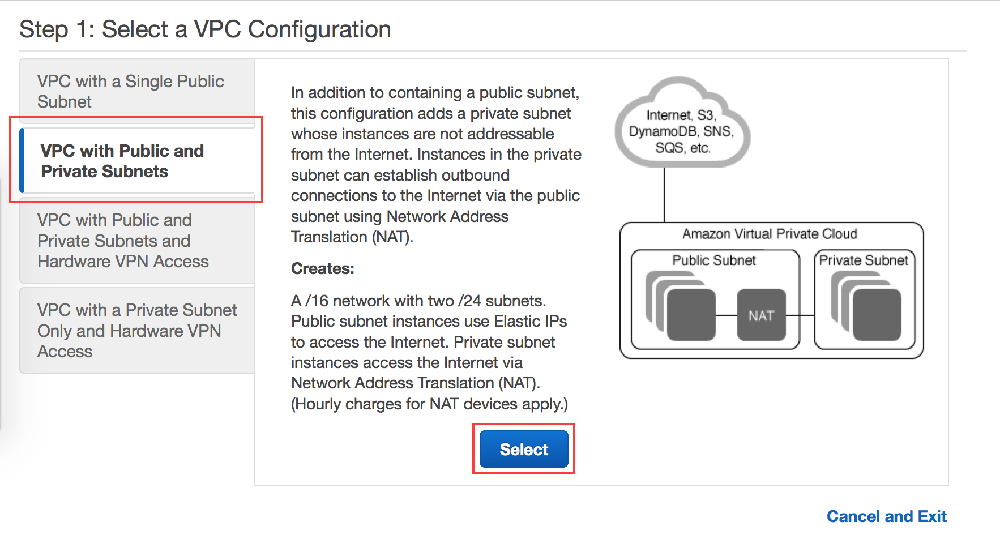 Step 1: Select a VPC Configuration
VPC with a Single Public
Subnet
VPC with Public and
Private Subnets
VPC with Public and
Private Subnets and
Hardware VPN Access
VPC with a Private Subnet
Only and Hardware VPN
Access
In addition to containing a public subnet,
this configuration adds a private subnet
whose instances are not addressable
from the Internet. Instances in the private
subnet can establish outbound
connections to the Internet via the public
subnet using Network Address
Translation (NAT).
Creates:
A /16 network with two /24 subnets.
Public subnet instances use Elastic IPs
to access the Internet. Private subnet
instances access the Internet via
Network Address Translation (NAT).
(Hourly charges for NAT devices apply.)
Select
Internet, S3,
DynamoDB, SNS,
SQS, etc.
Amazon Virtual Private Cloud
Public Subnet
NAT
Private Subnet
Cancel and Exit